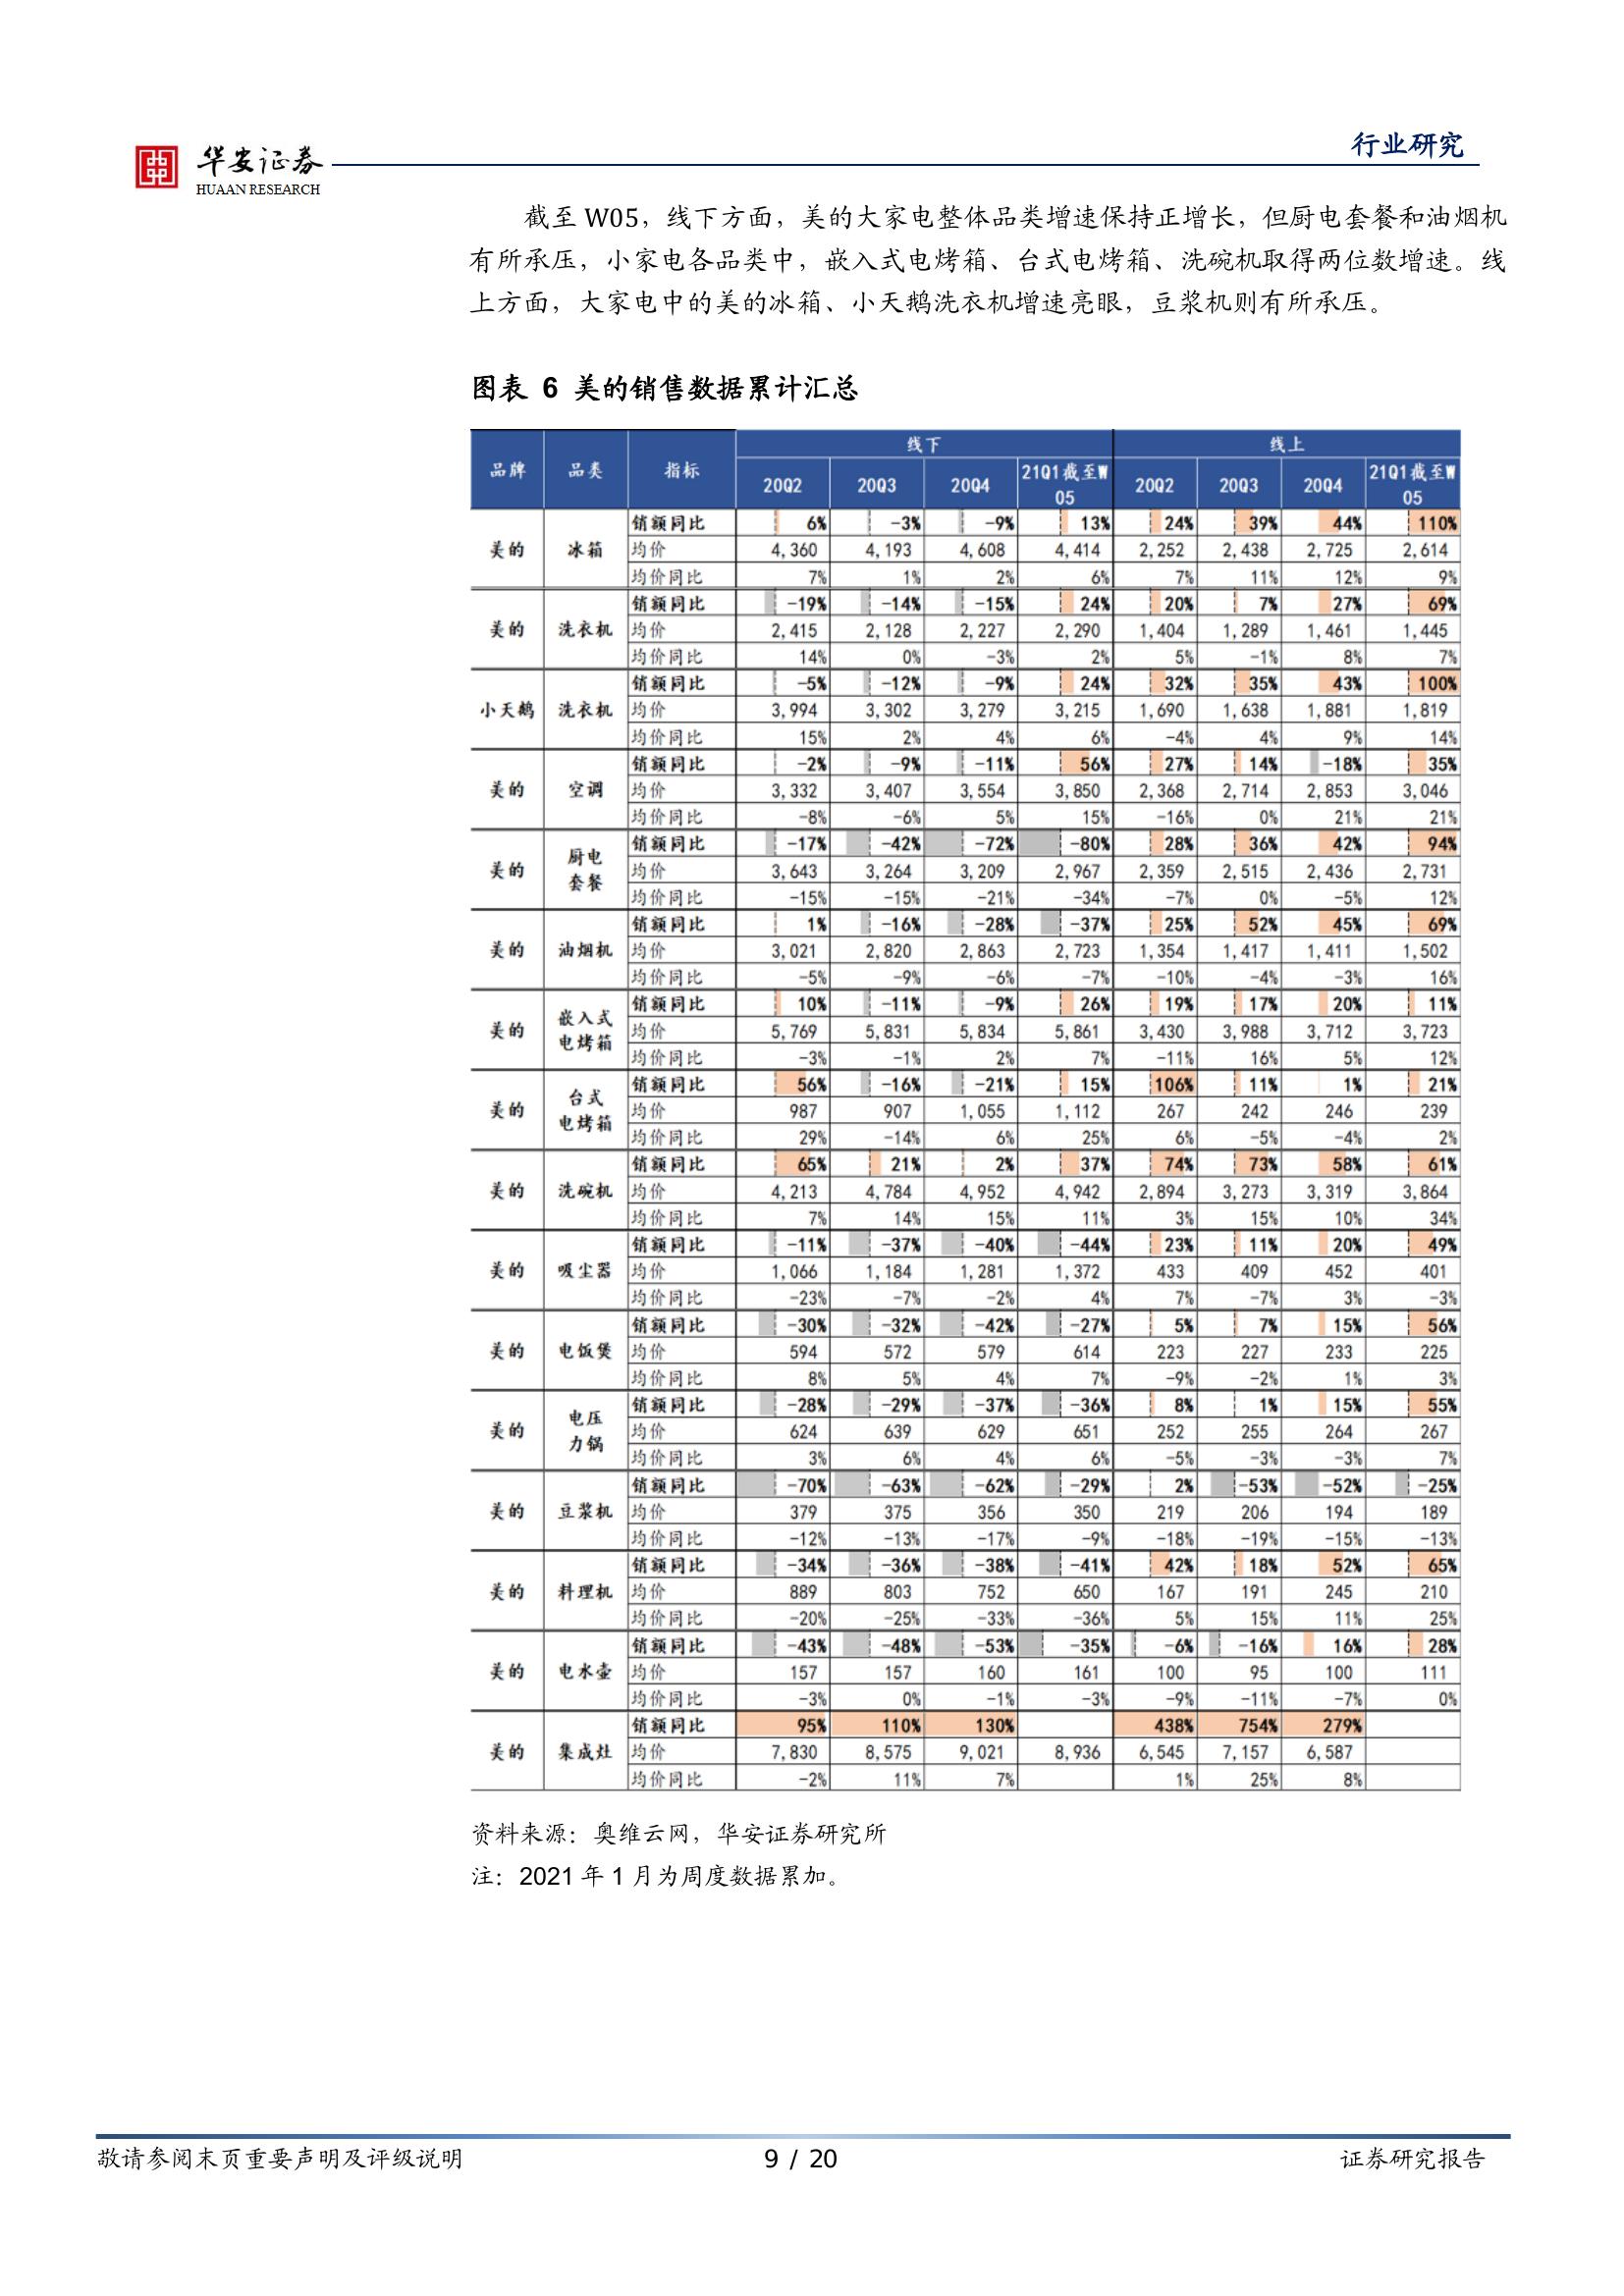 华安证券
HUAAN RESEARCH
行业研究
截至 W05，线下方面，美的大家电整体品类增速保持正增长，但厨电套餐和油烟机
有所承压，小家电各品类中，嵌入式电烤箱、台式电烤箱、洗碗机取得两位数增速。线
上方面，大家电中的美的冰箱、小天鹅洗衣机增速亮眼，豆浆机则有所承压。
图表 6 美的销售数据累计汇总
品牌 品类 指标 线下 线上
20Q2 20Q3 20Q4 21Q1截至W05 20Q2 20Q3 20Q4 21Q1截至W05
销额同比 6% -3% -9% 13% 24% 39% 44% 110%
美的 冰箱 均价 4,360 4,193 4,608 4,414 2,252 2,438 2,725 2,614
均价同比 7% 1% 2% 6% 7% 11% 12% 9%
销额同比 -19% -14% -15% 24% 20% 7% 27% 69%
美的 洗衣机 均价 2,415 2,128 2,227 2,290 1,404 1,289 1,461 1,445
均价同比 14% 0% -3% 2% 5% -1% 8% 7%
销额同比 -5% -12% -9% 24% 32% 35% 43% 100%
小天鹅 洗衣机 均价 3,994 3,302 3,279 3,215 1,690 1,638 1,881 1,819
均价同比 15% 2% 4% 6% -4% 4% 9% 14%
销额同比 -2% -9% -11% 56% 27% 14% -18% 35%
美的 空调 均价 3,332 3,407 3,554 3,850 2,368 2,714 2,853 3,046
均价同比 -8% -6% 5% 15% -16% 0% 21% 21%
销额同比 -17% -42% -72% -80% 28% 36% 42% 94%
美的 厨电套餐 均价 3,643 3,264 3,209 2,967 2,359 2,515 2,436 2,731
均价同比 -15% -15% -21% -34% -7% 0% -5% 12%
销额同比 1% -16% -28% -37% 25% 52% 45% 69%
美的 油烟机 均价 3,021 2,820 2,863 2,723 1,354 1,417 1,411 1,502
均价同比 -5% -9% -6% -7% -10% -4% -3% 16%
销额同比 10% -11% -9% 26% 19% 17% 20% 11%
美的 嵌入式电烤箱 均价 5,769 5,831 5,834 5,861 3,430 3,988 3,712 3,723
均价同比 -3% -1% 2% 7% -11% 16% 5% 12%
销额同比 56% -16% -21% 15% 106% 11% 1% 21%
美的 台式电烤箱 均价 987 907 1,055 1,112 267 242 246 239
均价同比 29% -14% 6% 25% 6% -5% -4% 2%
销额同比 65% 21% 2% 37% 74% 73% 58% 61%
美的 洗碗机 均价 4,213 4,784 4,952 4,942 2,894 3,273 3,319 3,864
均价同比 7% 14% 15% 11% 3% 15% 10% 34%
销额同比 -11% -37% -40% -44% 23% 11% 20% 49%
美的 吸尘器 均价 1,066 1,184 1,281 1,372 433 409 452 401
均价同比 -23% -7% -2% 4% 7% -7% 3% -3%
销额同比 -30% -32% -42% -27% 5% 7% 15% 56%
美的 电饭煲 均价 594 572 579 614 223 227 233 225
均价同比 8% 5% 4% 7% -9% -2% 1% 3%
销额同比 -28% -29% -37% -36% 8% 1% 15% 55%
美的 电压力锅 均价 624 639 629 651 252 255 264 267
均价同比 3% 6% 4% 6% -5% -3% -3% 7%
销额同比 -70% -63% -62% -29% 2% -53% -52% -25%
美的 豆浆机 均价 379 375 356 350 219 206 194 189
均价同比 -12% -13% -17% -9% -18% -19% -15% -13%
销额同比 -34% -36% -38% -41% 42% 18% 52% 65%
美的 料理机 均价 889 803 752 650 167 191 245 210
均价同比 -20% -25% -33% -36% 5% 15% 11% 25%
销额同比 -43% -48% -53% -35% -6% -16% 16% 28%
美的 电水壶 均价 157 157 160 161 100 95 100 111
均价同比 -3% 0% -1% -3% -9% -11% -7% 0%
销额同比 95% 110% 130% 438% 754% 279%
美的 集成灶 均价 7,830 8,575 9,021 8,936 6,545 7,157 6,587
均价同比 -2% 11% 7% 1% 25% 8%
资料来源：奥维云网，华安证券研究所
注：2021 年 1 月为周度数据累加。
敬请参阅末页重要声明及评级说明 9 / 20 证券研究报告